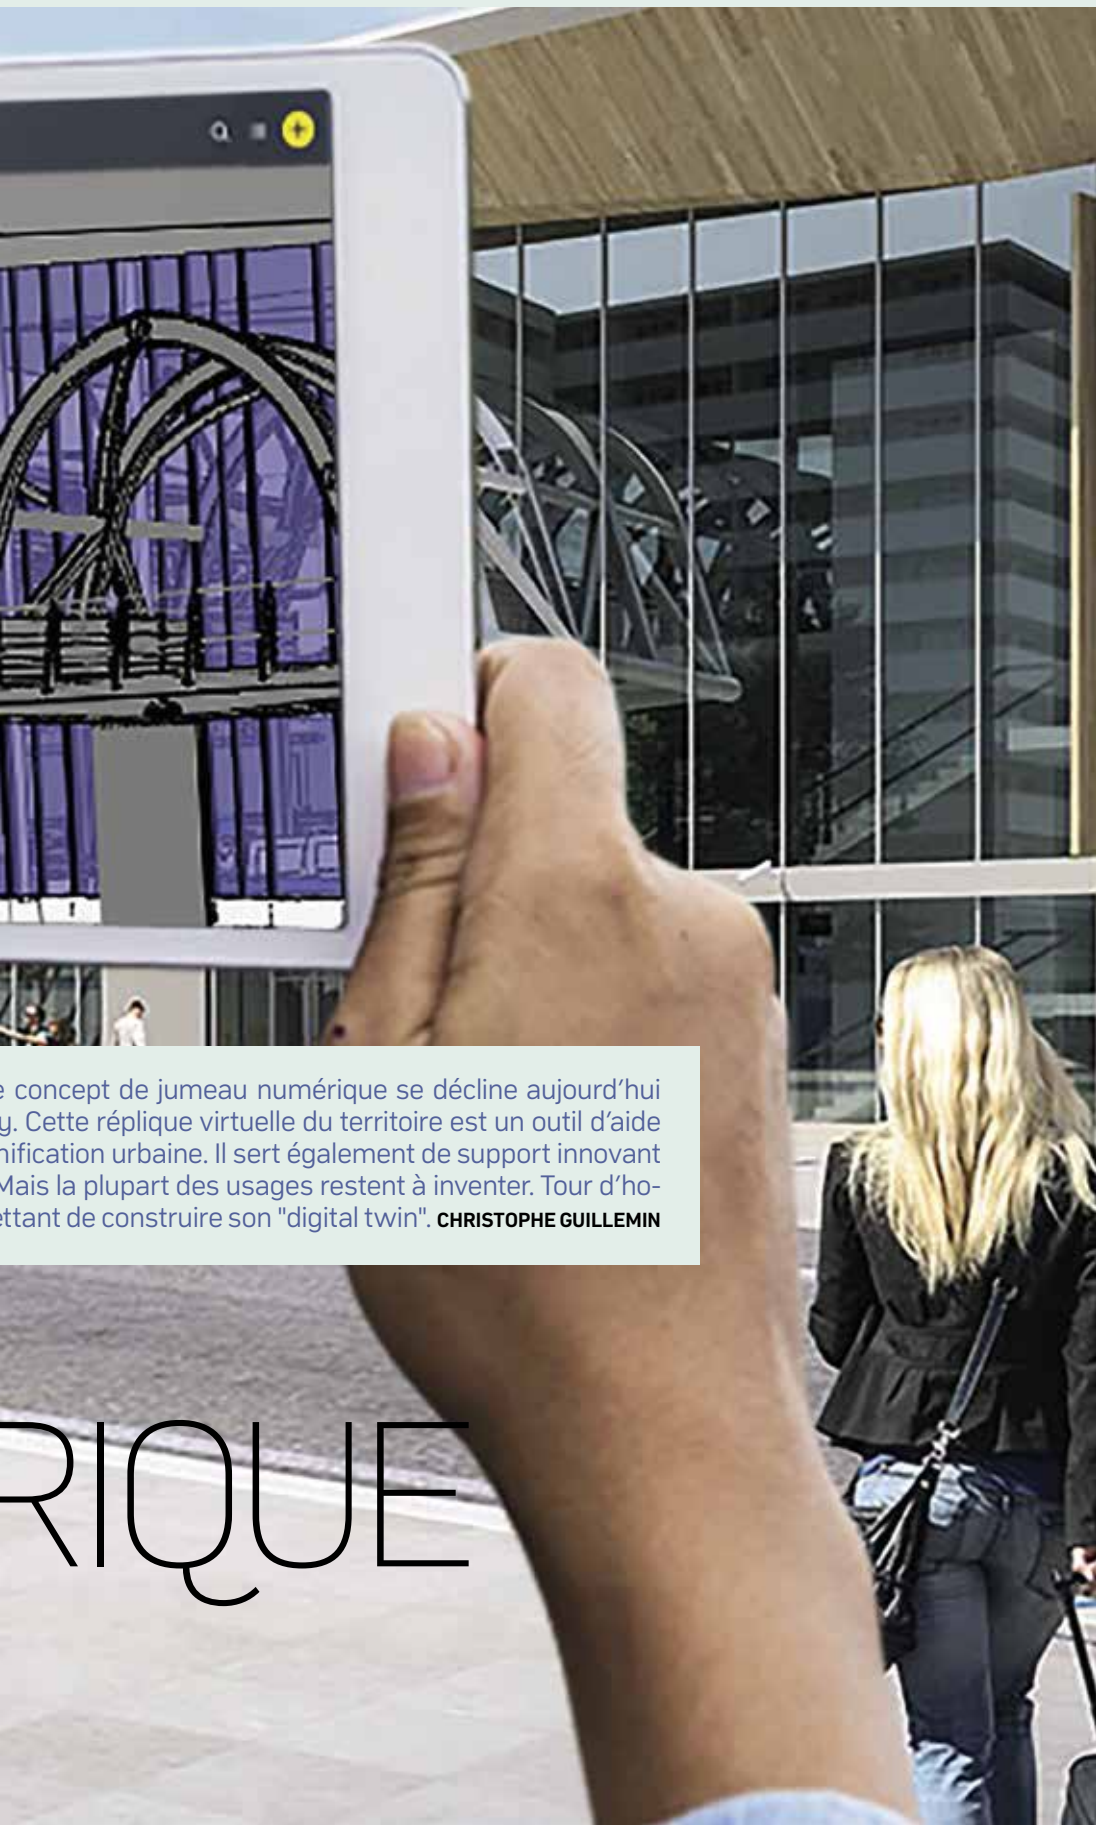 concept de jumeau numérique se décline aujourd'hui
Cette réplique virtuelle du territoire est un outil d'aide
urbaine. Il sert également de support innovant
Mais la plupart des usages restent à inventer. Tour d'ho-
de construire son "digital twin". CHRISTOPHE GUILLEMIN
RIQUE